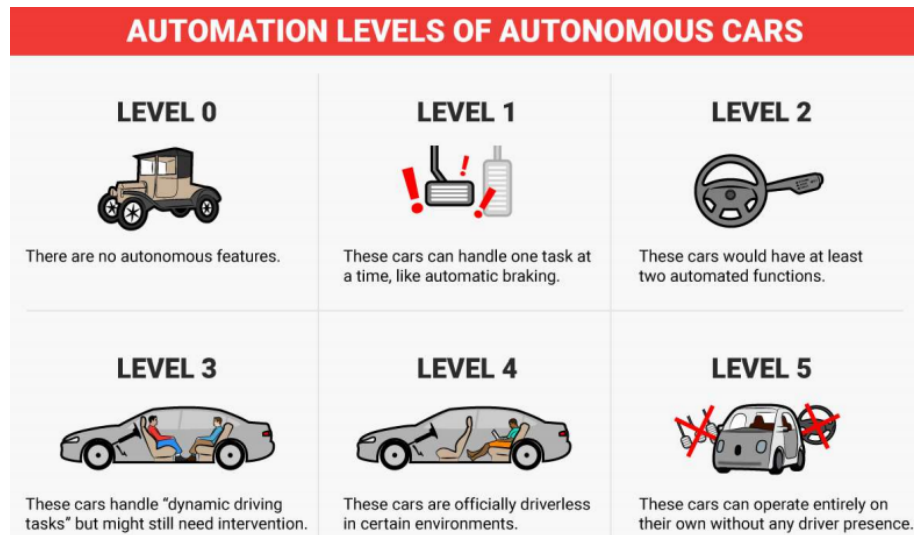 AUTOMATION LEVELS OF AUTONOMOUS CARS
LEVEL 0
There are no autonomous features.
LEVEL 1
These cars can handle one task at
a time, like automatic braking.
LEVEL 2
These cars would have at least
two automated functions.
LEVEL 3
These cars handle “dynamic driving
tasks” but might still need intervention.
LEVEL 4
These cars are officially driverless
in certain environments.
LEVEL 5
These cars can operate entirely on
their own without any driver presence.